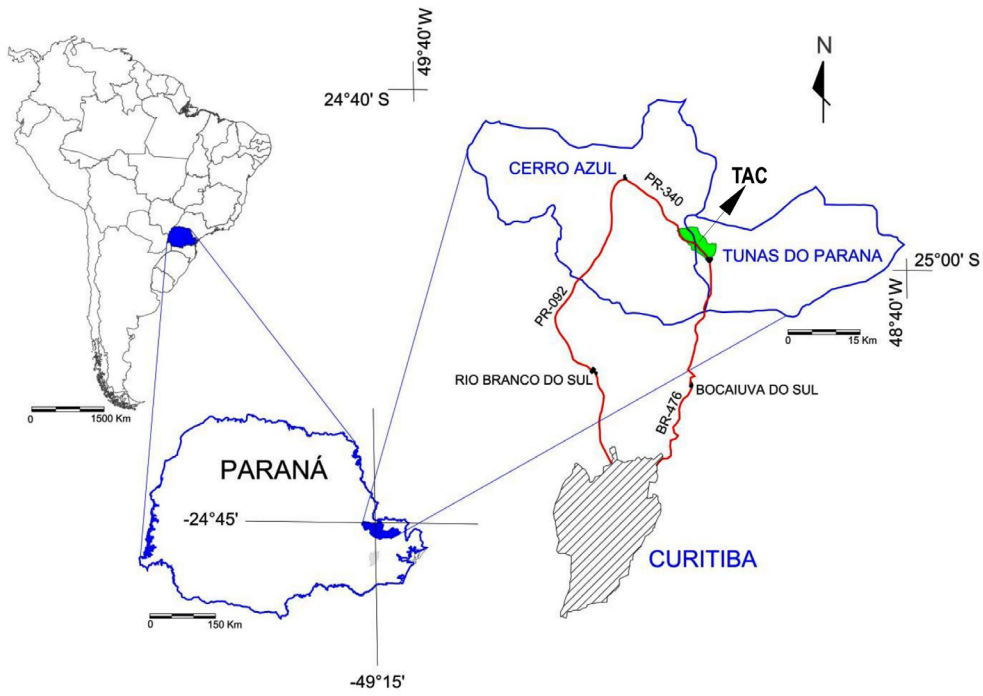 49°40' W
24°40' S
N
CERRO AZUL
PR-340
TAC
TUNAS DO PARANA
25°00' S
48°40' W
PR-092
0 15 Km
RIO BRANCO DO SUL
BOCAIUVA DO SUL
BR-476
0 1500 Km
PARANÁ
-24°45'
CURITIBA
0 150 Km
-49°15'